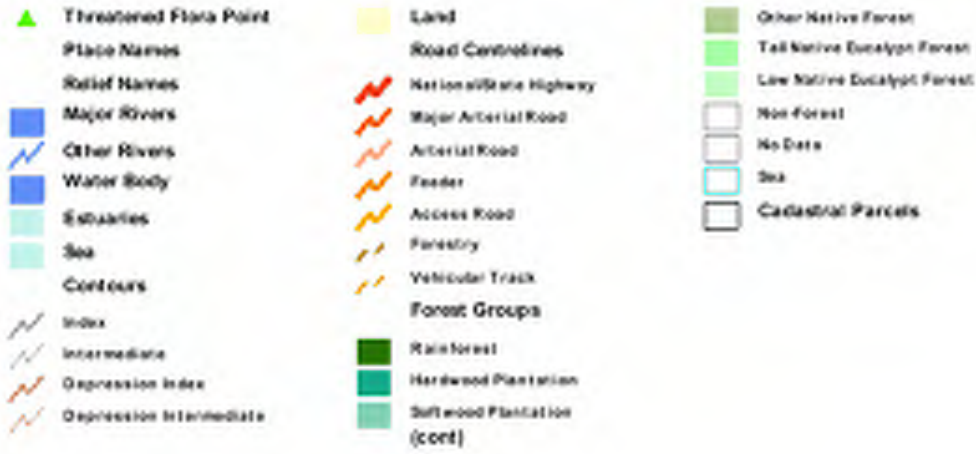 Threatened Flora Point
Place Names
Relief Names
Major Rivers
Other Rivers
Water Body
Estuaries
Sea
Contours
Index
Intermediate
Depression Index
Depression Intermediate
Land
Road Centrelines
National/State Highway
Major Arterial Road
Arterial Road
Feeder
Access Road
Forestry
Vehicular Track
Forest Groups
Rainforest
Hardwood Plantation
Softwood Plantation
(cont)
Other Native Forest
Tall Native Eucalypt Forest
Low Native Eucalypt Forest
Non-Forest
No Data
Sea
Cadastral Parcels